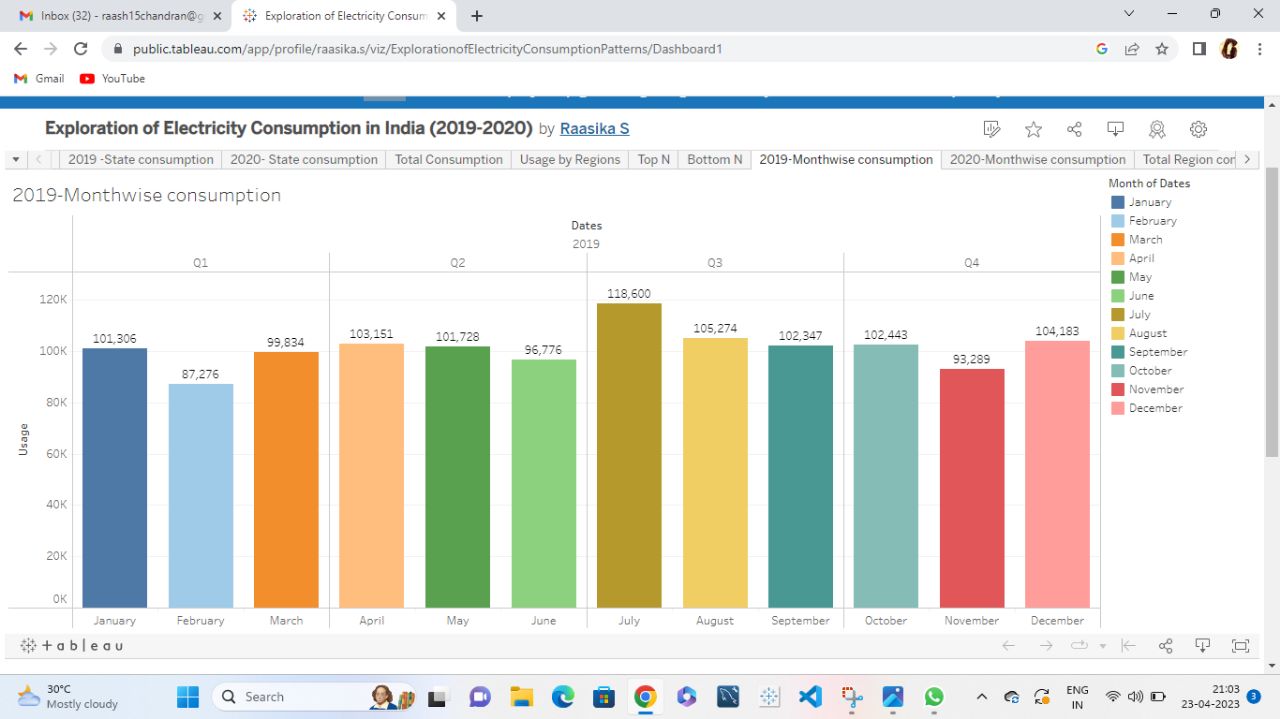 Inbox (32) - raash15chandran@g
Exploration of Electricity Consum
public.tableau.com/app/profile/raasika.s/viz/ExplorationofElectricityConsumptionPatterns/Dashboard1
Gmail YouTube
Exploration of Electricity Consumption in India (2019-2020) by Raasika S
2019 -State consumption 2020- State consumption Total Consumption Usage by Regions Top N Bottom N 2019-Monthwise consumption 2020-Monthwise consumption Total Region con
2019-Monthwise consumption
Dates
2019
Q1 Q2 Q3 Q4
Usage
120K
100K
80K
60K
40K
20K
0K
101,306 87,276 99,834 103,151 101,728 96,776 118,600 105,274 102,347 102,443 93,289 104,183
January February March April May June July August September October November December
Month of Dates
January
February
March
April
May
June
July
August
September
October
November
December
+ a b l e a u
30°C
Mostly cloudy
Search
ENG
IN
21:03
23-04-2023
3